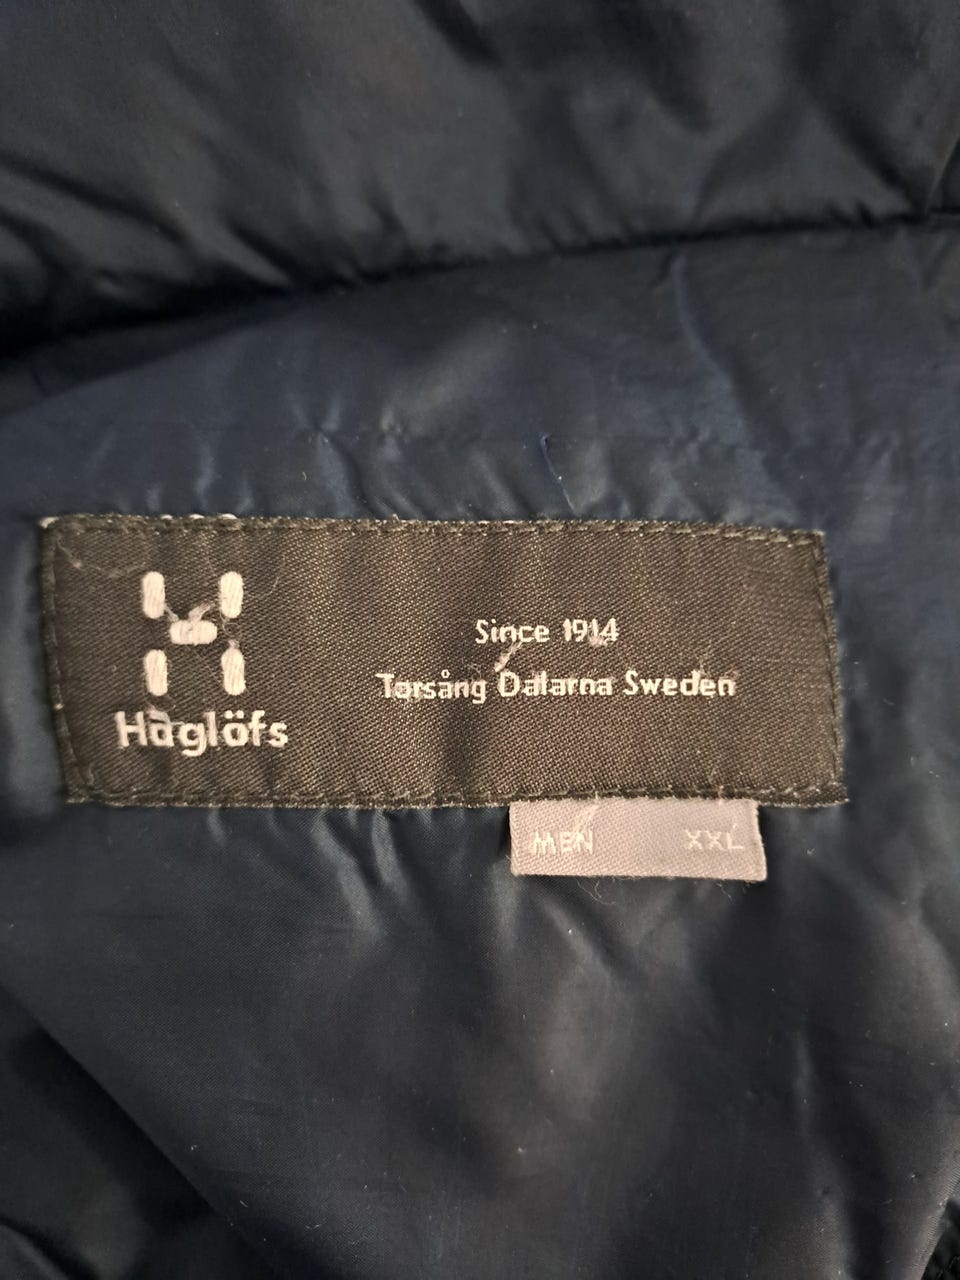 Since 1914
Torsång Dalarna Sweden
Haglöfs
MEN XXL